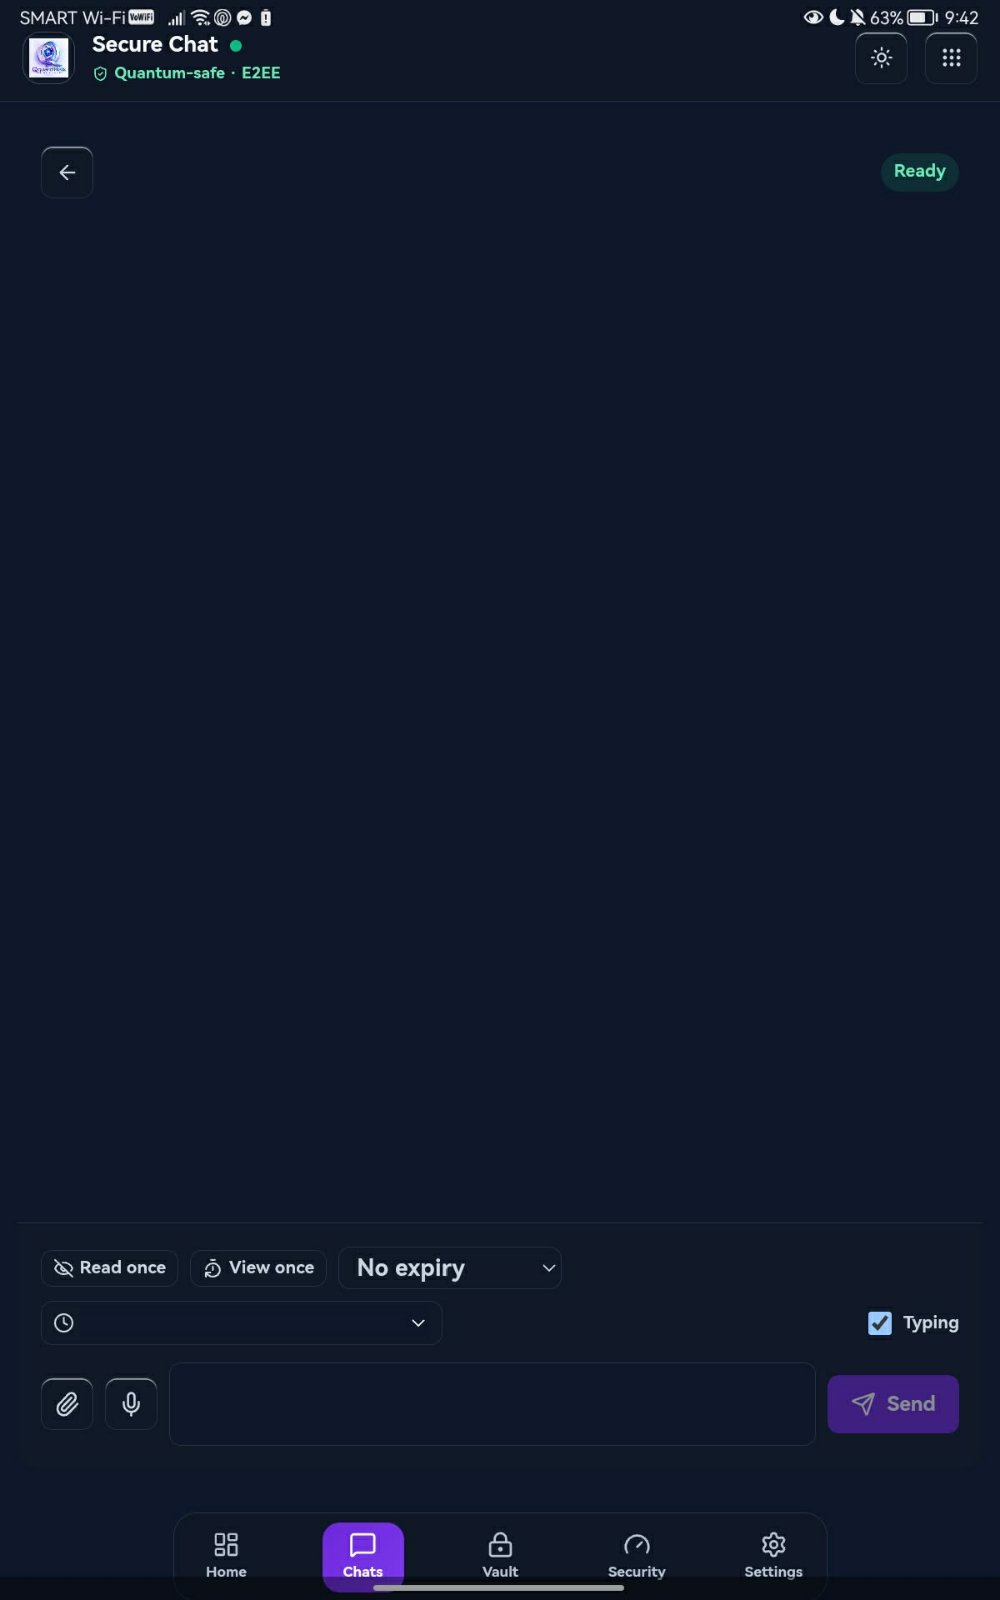 SMART Wi-Fi VoWiFi 63% 9:42
Secure Chat
Quantum-safe · E2EE
Ready
Read once View once No expiry
Typing
Send
Home Chats Vault Security Settings